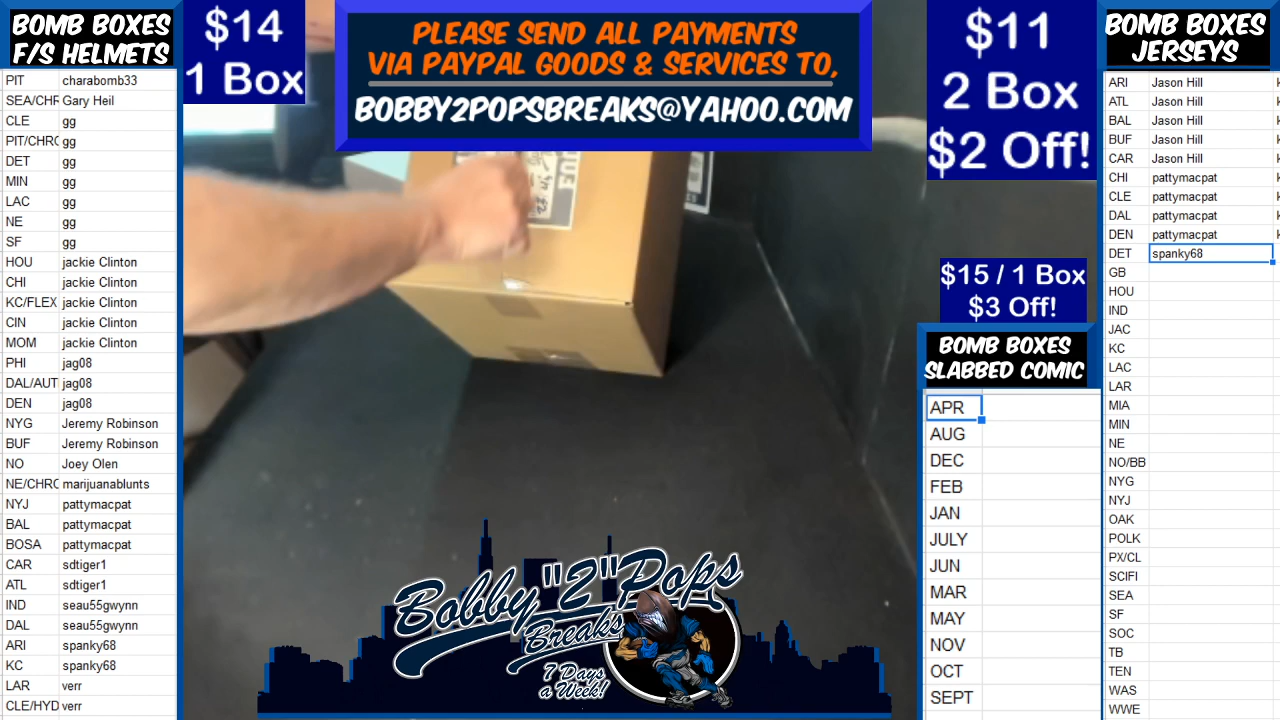 BOMB BOXES
F/S HELMETS
PIT charabomb33
SEA/CHR Gary Heil
CLE gg
PIT/CHRO gg
DET gg
MIN gg
LAC gg
NE gg
SF gg
HOU jackie Clinton
CHI jackie Clinton
KC/FLEX jackie Clinton
CIN jackie Clinton
MOM jackie Clinton
PHI jag08
DAL/AUT jag08
DEN jag08
NYG Jeremy Robinson
BUF Jeremy Robinson
NO Joey Olen
NE/CHRO marijuanablunts
NYJ pattymacpat
BAL pattymacpat
BOSA pattymacpat
CAR sdtiger1
ATL sdtiger1
IND seau55gwynn
DAL seau55gwynn
ARI spanky68
KC spanky68
LAR verr
CLE/HYD verr
$14
1 Box
PLEASE SEND ALL PAYMENTS
VIA PAYPAL GOODS & SERVICES TO,
BOBBY2POPSBREAKS@YAHOO.COM
Bobby "2" Pops
Breaks
7 Days
a Week!
$11
2 Box
$2 Off!
$15 / 1 Box
$3 Off!
BOMB BOXES
SLABBED COMIC
APR
AUG
DEC
FEB
JAN
JULY
JUN
MAR
MAY
NOV
OCT
SEPT
BOMB BOXES
JERSEYS
ARI Jason Hill
ATL Jason Hill
BAL Jason Hill
BUF Jason Hill
CAR Jason Hill
CHI pattymacpat
CLE pattymacpat
DAL pattymacpat
DEN pattymacpat
DET spanky68
GB
HOU
IND
JAC
KC
LAC
LAR
MIA
MIN
NE
NO/BB
NYG
NYJ
OAK
POLK
PX/CL
SCIFI
SEA
SF
SOC
TB
TEN
WAS
WWE